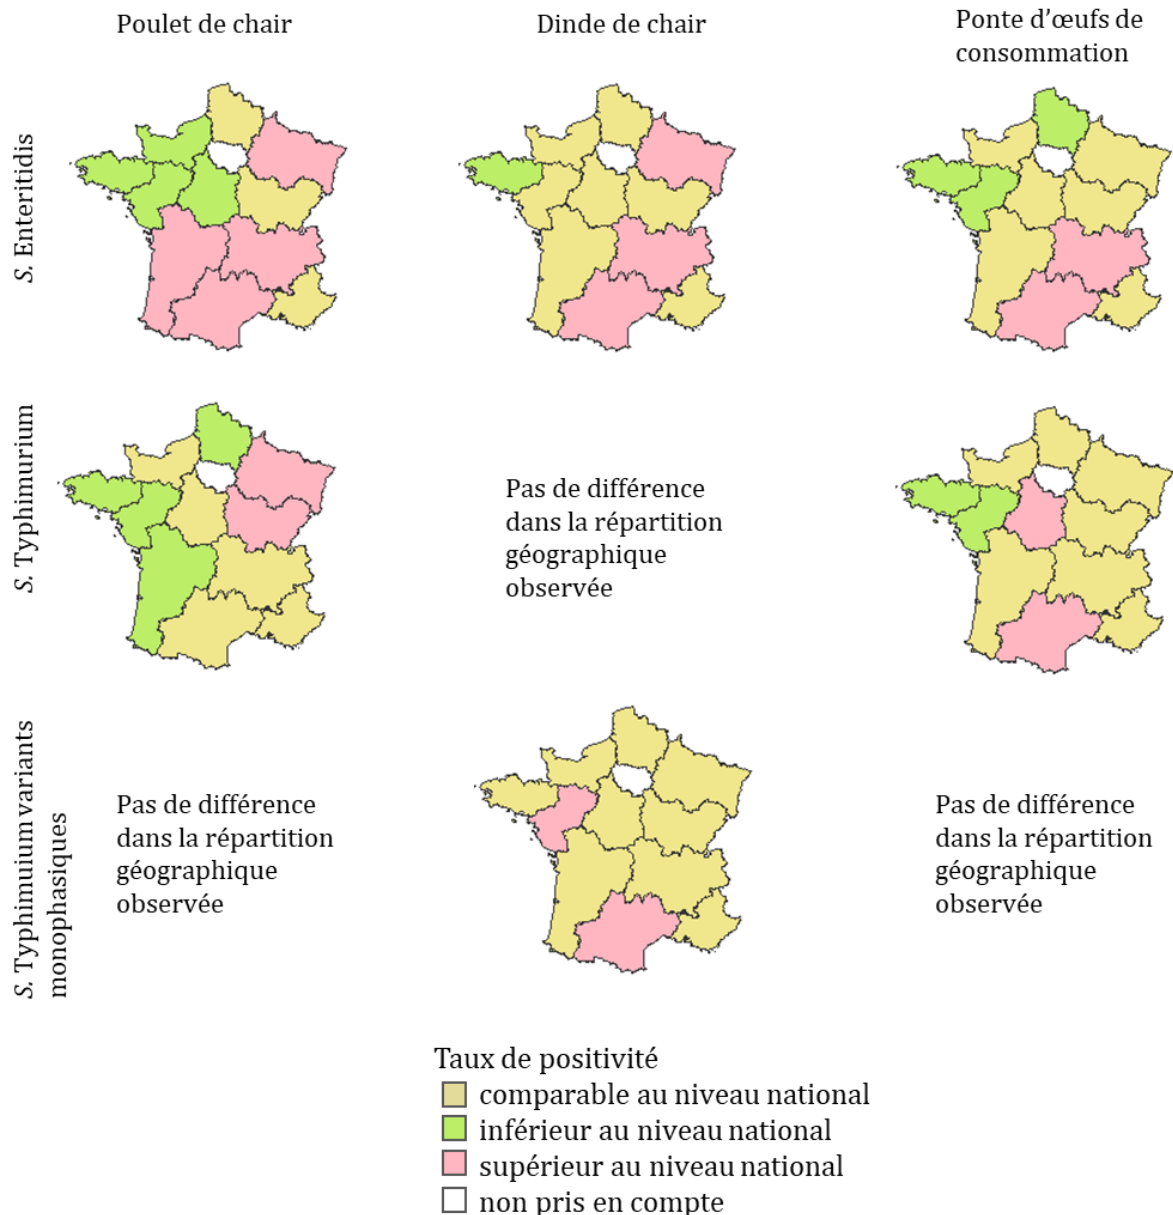 Poulet de chair
Dinde de chair
Ponte d'œufs de
consommation
S. Enteritidis
S. Typhimurium
Pas de différence
dans la répartition
géographique
observée
S. Typhimuium variants
monophasiques
Pas de différence
dans la répartition
géographique
observée
Pas de différence
dans la répartition
géographique
observée
Taux de positivité
comparable au niveau national
inférieur au niveau national
supérieur au niveau national
non pris en compte